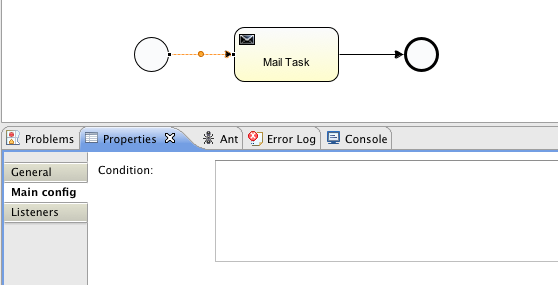 Mail Task
Problems Properties Ant Error Log Console
General
Condition:
Main config
Listeners